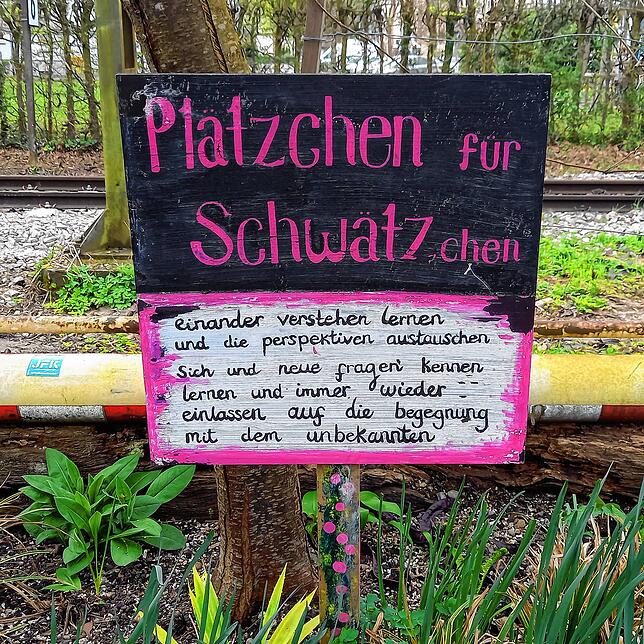 Plätzchen für
Schwätz,chen
einander verstehen lernen
und die perspektiven austauschen
sich und neue fragen kennen
lernen und immer wieder
einlassen auf die begegnung
mit dem unbekannten
JFK